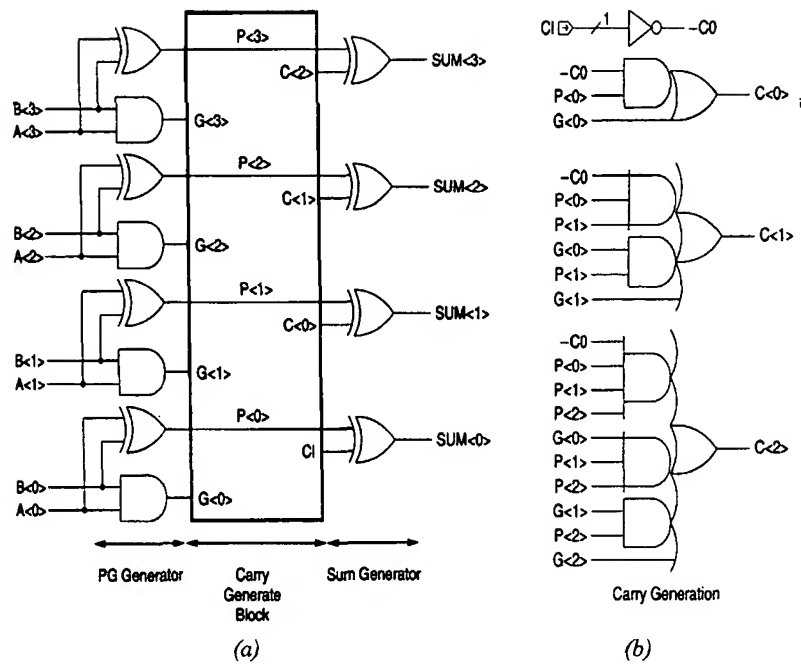 P<3>
C<2>
SUM<3>
B<3>
A<3>
G<3>
P<2>
C<1>
SUM<2>
B<2>
A<2>
G<2>
P<1>
C<0>
SUM<1>
B<1>
A<1>
G<1>
P<0>
CI
SUM<0>
B<0>
A<0>
G<0>
PG Generator
Carry
Generate
Block
Sum Generator
(a)
CI
1
-C0
-C0
P<0>
G<0>
C<0>
-C0
P<0>
P<1>
G<0>
P<1>
G<1>
C<1>
-C0
P<0>
P<1>
P<2>
G<0>
P<1>
P<2>
G<1>
P<2>
G<2>
C<2>
Carry Generation
(b)